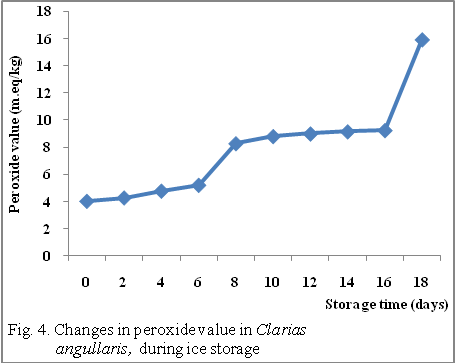 18
16
14
12
10
8
6
4
2
0
Peroxide value (m.eq/kg)
0 2 4 6 8 10 12 14 16 18
Storage time (days)
Fig. 4. Changes in peroxide value in Clarias
angullaris, during ice storage